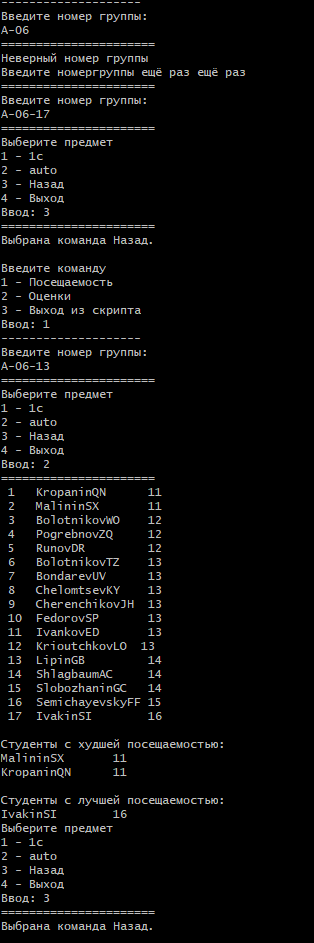 --------------------
Введите номер группы:
А-06
======================
Неверный номер группы
Введите номергруппы ещё раз ещё раз
======================
Введите номер группы:
А-06-17
======================
Выберите предмет
1 - 1c
2 - auto
3 - Назад
4 - Выход
Ввод: 3
======================
Выбрана команда Назад.
Введите команду
1 - Посещаемость
2 - Оценки
3 - Выход из скрипта
Ввод: 1
--------------------
Введите номер группы:
А-06-13
======================
Выберите предмет
1 - 1c
2 - auto
3 - Назад
4 - Выход
Ввод: 2
======================
1 KropaninQN 11
2 MalininSX 11
3 BolotnikovWO 12
4 PogrebnovZQ 12
5 RunovDR 12
6 BolotnikovTZ 13
7 BondarevUV 13
8 ChelomtsevKY 13
9 CherenchikovJH 13
10 FedorovSP 13
11 IvankovED 13
12 KrioutchkovLO 13
13 LipinGB 14
14 ShlagbaumAC 14
15 SlobozhaninGC 14
16 SemichayevskyFF 15
17 IvakinSI 16
Студенты с худшей посещаемостью:
MalininSX 11
KropaninQN 11
Студенты с лучшей посещаемостью:
IvakinSI 16
Выберите предмет
1 - 1c
2 - auto
3 - Назад
4 - Выход
Ввод: 3
======================
Выбрана команда Назад.